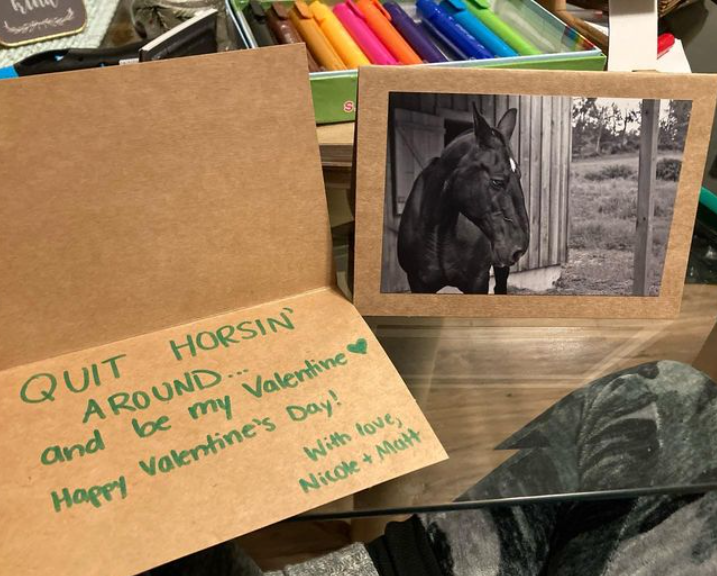 kind
S
QUIT HORSIN'
AROUND...
and be my Valentine ♥
Happy Valentine's Day!
With love,
Nicole + Matt